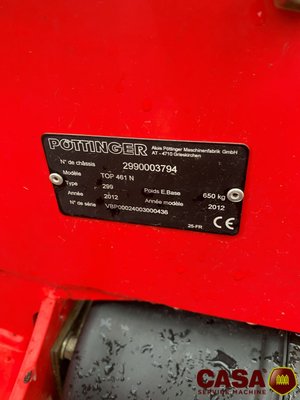 PÖTTINGER
Alois Pöttinger Maschinenfabrik GmbH
AT - 4710 Grieskirchen
N° de châssis 2990003794
Modèle TOP 461 N
Type 299 Poids E.Base 650 kg
Année 2012 Année modèle 2012
N° de série VBP00024003000436
CE
25-FR
CASA
SERVICE MACHINE